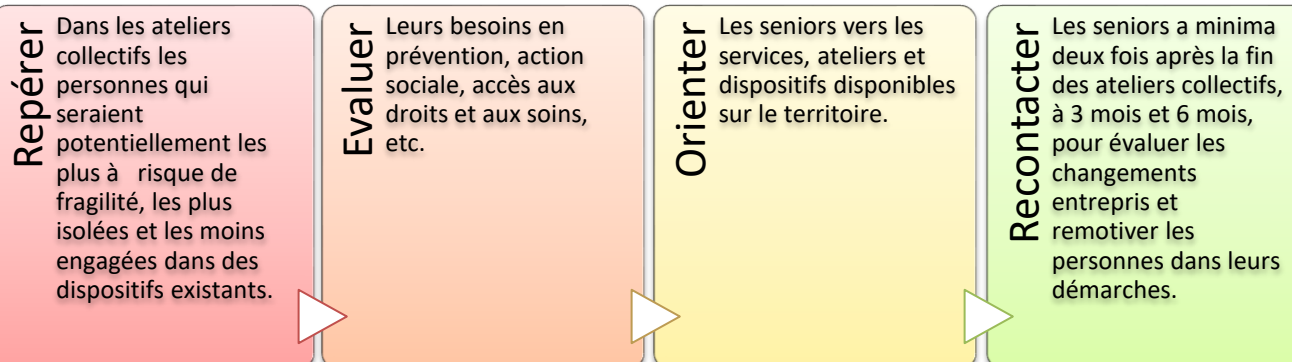 Repérer
Dans les ateliers
collectifs les
personnes qui
seraient
potentiellement les
plus à risque de
fragilité, les plus
isolées et les moins
engagées dans des
dispositifs existants.
Evaluer
Leurs besoins en
prévention, action
sociale, accès aux
droits et aux soins,
etc.
Orienter
Les seniors vers les
services, ateliers et
dispositifs disponibles
sur le territoire.
Recontacter
Les seniors a minima
deux fois après la fin
des ateliers collectifs,
à 3 mois et 6 mois,
pour évaluer les
changements
entrepris et
remotiver les
personnes dans leurs
démarches.